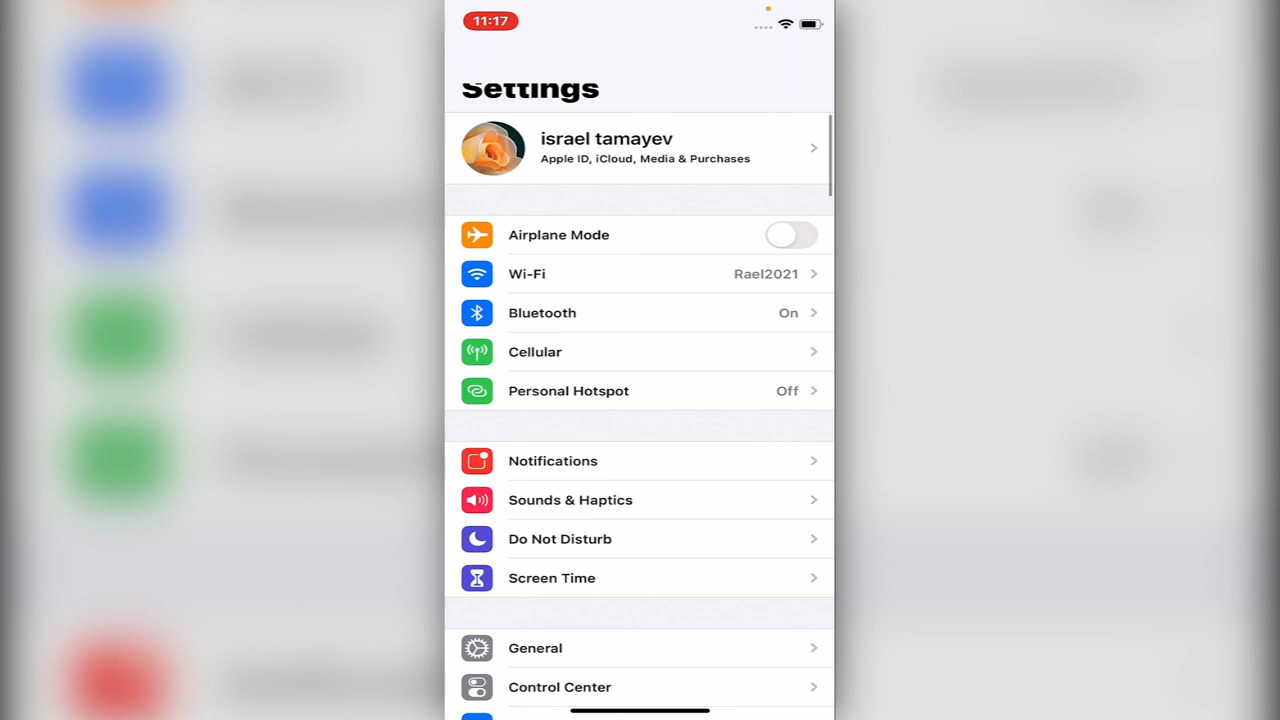 11:17
Settings
israel tamayev
Apple ID, iCloud, Media & Purchases
Airplane Mode
Wi-Fi Rael2021
Bluetooth On
Cellular
Personal Hotspot Off
Notifications
Sounds & Haptics
Do Not Disturb
Screen Time
General
Control Center